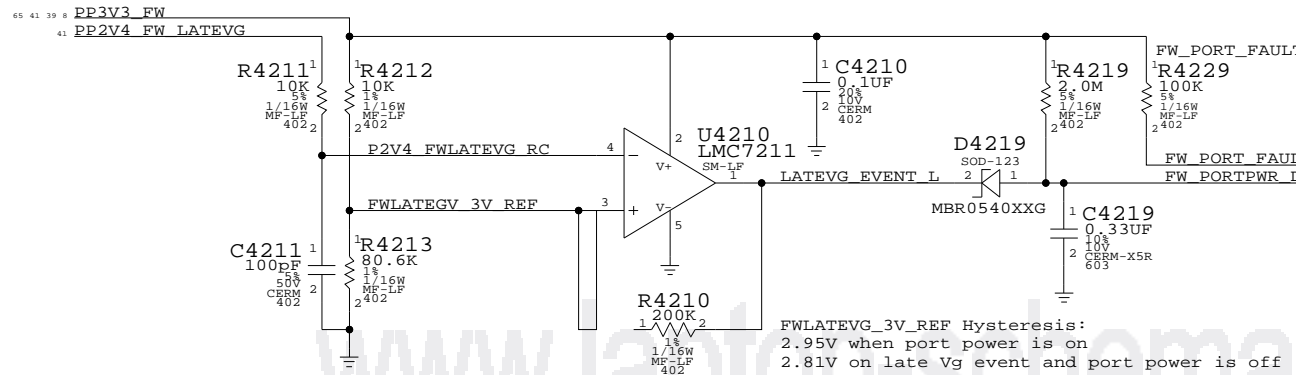 65 41 39 8 PP3V3_FW
41 PP2V4_FW_LATEVG
FW_PORT_FAULT
R4211
1
10K
5%
1/16W
MF-LF
402
2
1
R4212
10K
1%
1/16W
MF-LF
402
2
1
C4210
0.1UF
20%
10V
CERM
402
2
1
R4219
2.0M
5%
1/16W
MF-LF
402
2
1
R4229
100K
5%
1/16W
MF-LF
402
2
P2V4_FWLATEVG_RC
4
2
V+
U4210
LMC7211
SM-LF
1
LATEVG_EVENT_L
D4219
SOD-123
2
1
MBR0540XXG
FW_PORT_FAUL
FW_PORTPWR_D
FWLATEGV_3V_REF
3
V-
5
C4211
1
100pF
5%
50V
CERM
402
2
1
R4213
80.6K
1%
1/16W
MF-LF
402
2
1
C4219
0.33UF
10%
10V
CERM-X5R
603
2
R4210
200K
1
2
1%
1/16W
MF-LF
402
FWLATEVG_3V_REF Hysteresis:
2.95V when port power is on
2.81V on late Vg event and port power is off
www.laptop-schema